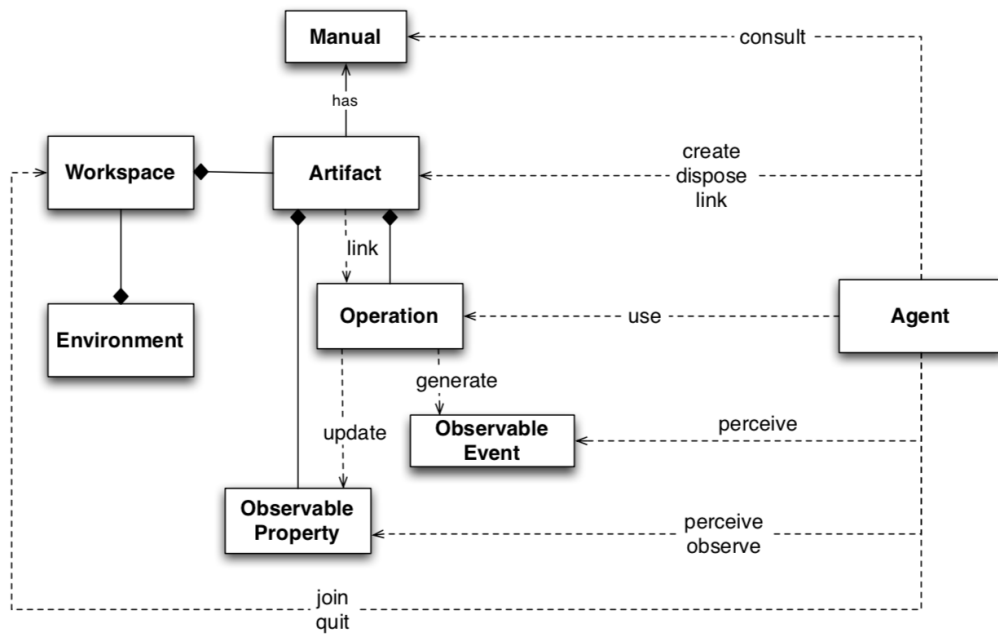 Manual
consult
has
Workspace
Artifact
create
dispose
link
link
Environment
Operation
use
Agent
generate
update
Observable
Event
perceive
Observable
Property
perceive
observe
join
quit